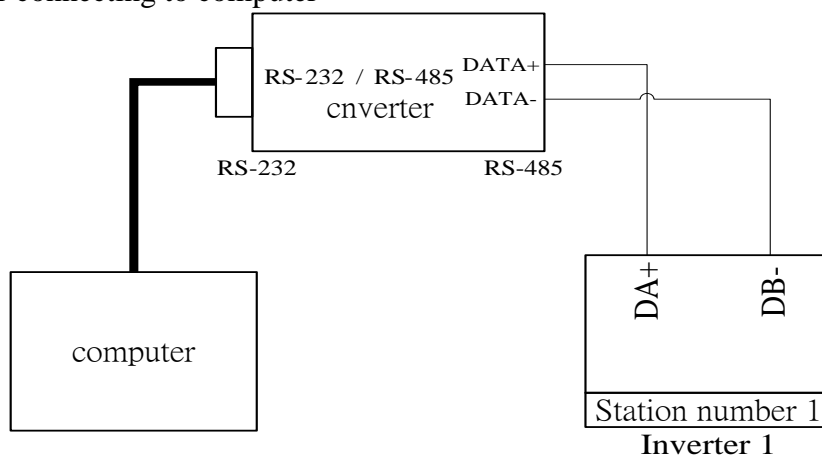 connecting to computer
RS-232 / RS-485
cnverter
DATA+
DATA-
RS-232
RS-485
computer
DA+
DB-
Station number 1
Inverter 1